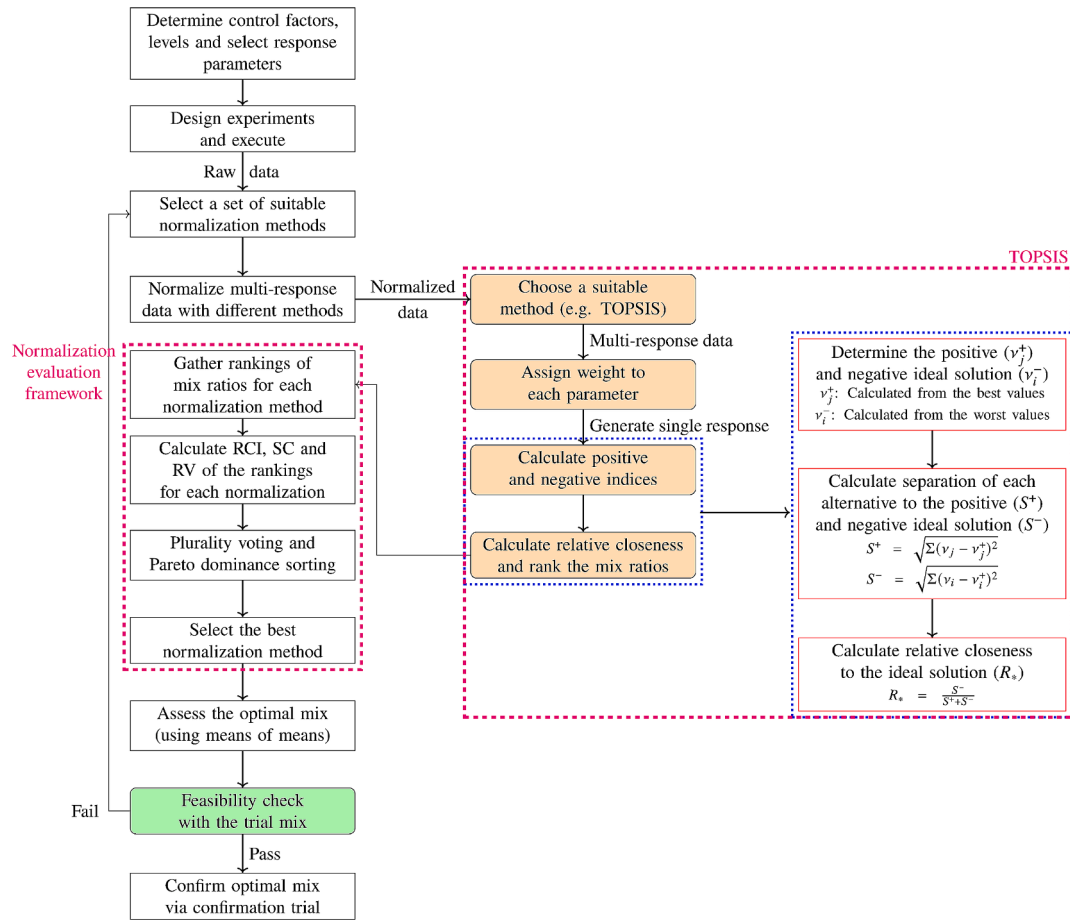 Determine control factors,
levels and select response
parameters
Design experiments
and execute
Raw data
Select a set of suitable
normalization methods
Normalize multi-response
data with different methods
Normalized
data
Normalization
evaluation
framework
Gather rankings of
mix ratios for each
normalization method
Calculate RCI, SC and
RV of the rankings
for each normalization
Plurality voting and
Pareto dominance sorting
Select the best
normalization method
Assess the optimal mix
(using means of means)
Fail
Feasibility check
with the trial mix
Pass
Confirm optimal mix
via confirmation trial
TOPSIS
Choose a suitable
method (e.g. TOPSIS)
Multi-response data
Assign weight to
each parameter
Generate single response
Calculate positive
and negative indices
Calculate relative closeness
and rank the mix ratios
Determine the positive (ν_j^+)
and negative ideal solution (ν_i^-)
ν_j^+: Calculated from the best values
ν_i^-: Calculated from the worst values
Calculate separation of each
alternative to the positive (S^+)
and negative ideal solution (S^-)
S^+ = √Σ(ν_j − ν_j^+)^2
S^- = √Σ(ν_i − ν_i^+)^2
Calculate relative closeness
to the ideal solution (R_*)
R_* = S^-/(S^+ + S^-)